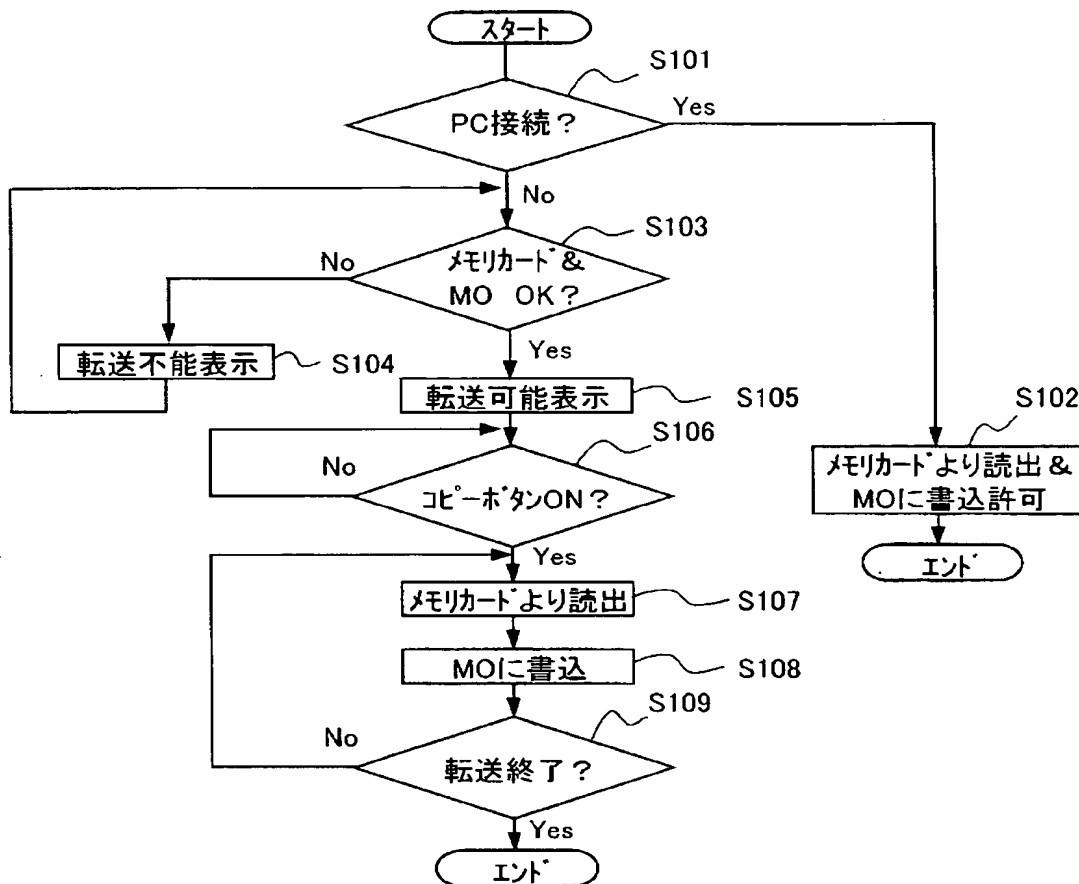 スタート
S101
PC接続?
Yes
No
S103
No
メモリカード&
MO OK?
Yes
転送不能表示
S104
転送可能表示
S105
S102
メモリカードより読出&
MOに書込許可
エンド
S106
No
コピーボタンON?
Yes
メモリカードより読出
S107
MOに書込
S108
S109
No
転送終了?
Yes
エンド